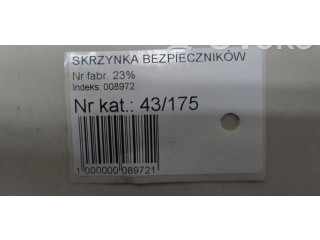 SKRZYNKA BEZPIECZNIKÓW
Nr fabr. 23%
Indeks: 008972
Nr kat.: 43/175
1 000000 089721